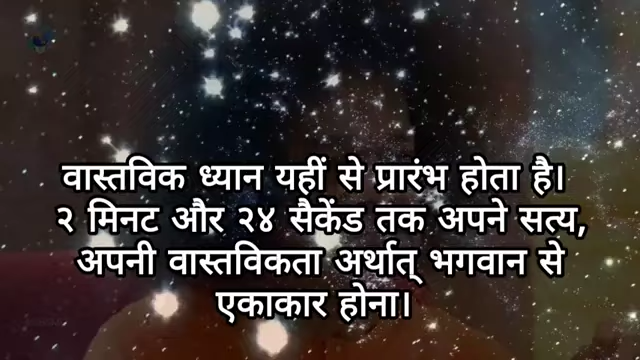 वास्तविक ध्यान यहीं से प्रारंभ होता है।
२ मिनट और २४ सैकेंड तक अपने सत्य,
अपनी वास्तविकता अर्थात् भगवान से
एकाकार होना।